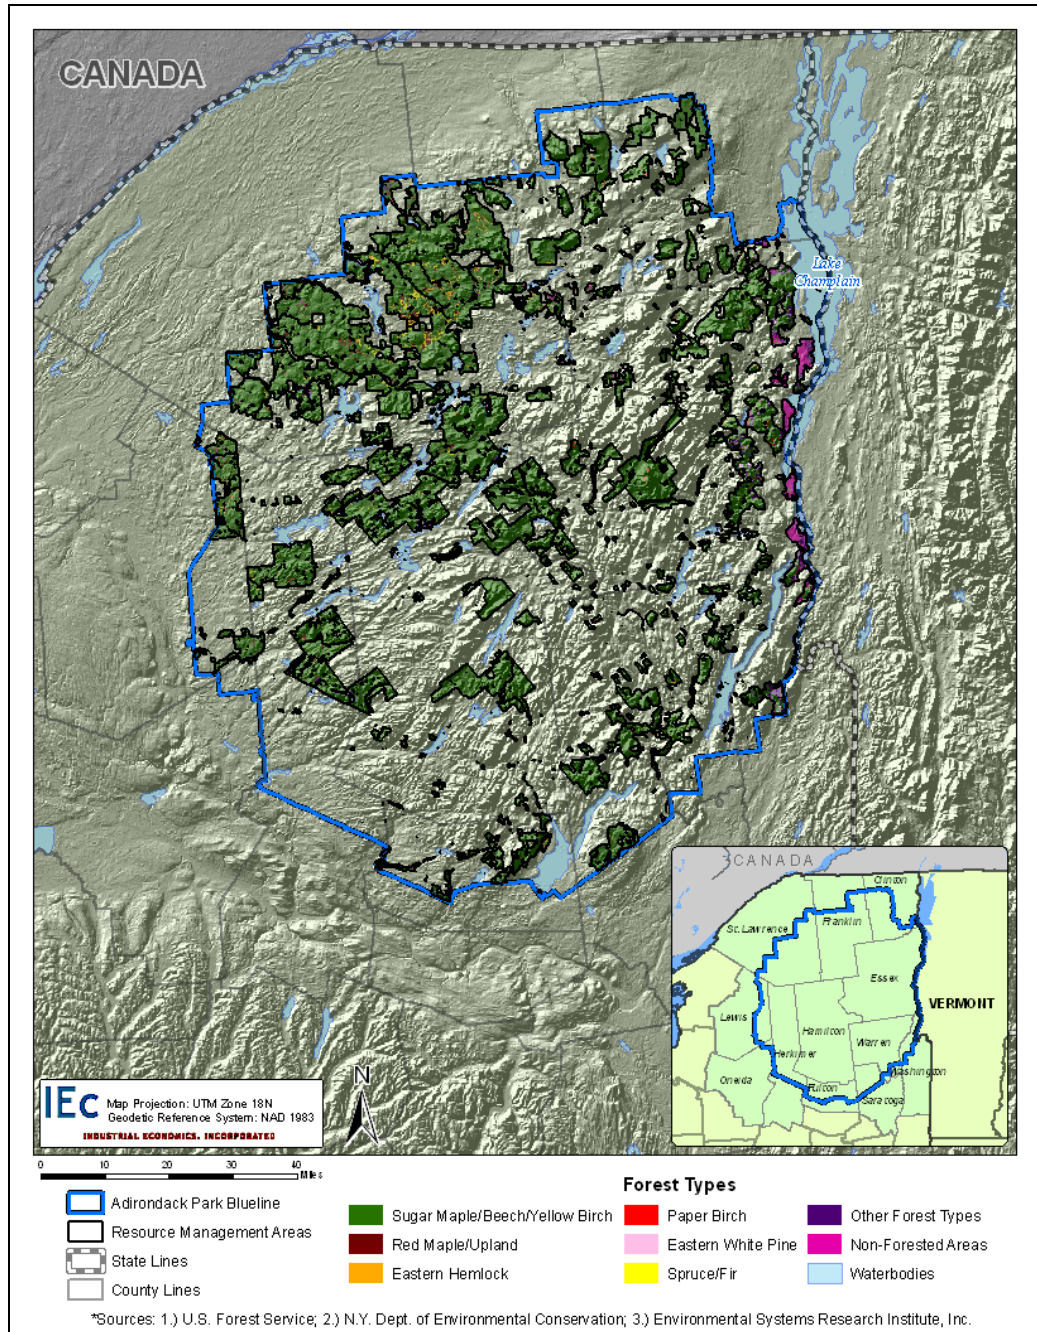 CANADA
Lake
Champlain
CANADA
Clinton
Franklin
St. Lawrence
Essex
VERMONT
Lewis
Hamilton
Warren
Herkimer
Washington
Oneida
Fulton
Saratoga
N
IEc
Map Projection: UTM Zone 18N
Geodetic Reference System: NAD 1983
INDUSTRIAL ECONOMICS, INCORPORATED
0 10 20 30 40
Miles
Forest Types
Adirondack Park Blueline
Resource Management Areas
State Lines
County Lines
Sugar Maple/Beech/Yellow Birch
Red Maple/Upland
Eastern Hemlock
Paper Birch
Eastern White Pine
Spruce/Fir
Other Forest Types
Non-Forested Areas
Waterbodies
*Sources: 1.) U.S. Forest Service; 2.) N.Y. Dept. of Environmental Conservation; 3.) Environmental Systems Research Institute, Inc.